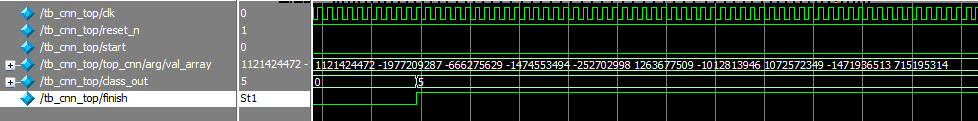 /tb_cnn_top/clk 0
/tb_cnn_top/reset_n 1
/tb_cnn_top/start 0
/tb_cnn_top/top_cnn/arg/val_array 1121424472 - 1121424472 -1977209287 -666275629 -1474553494 -252702998 1263677509 -1012813946 1072572349 -1471936513 715195314
/tb_cnn_top/class_out 5 0 5
/tb_cnn_top/finish St1